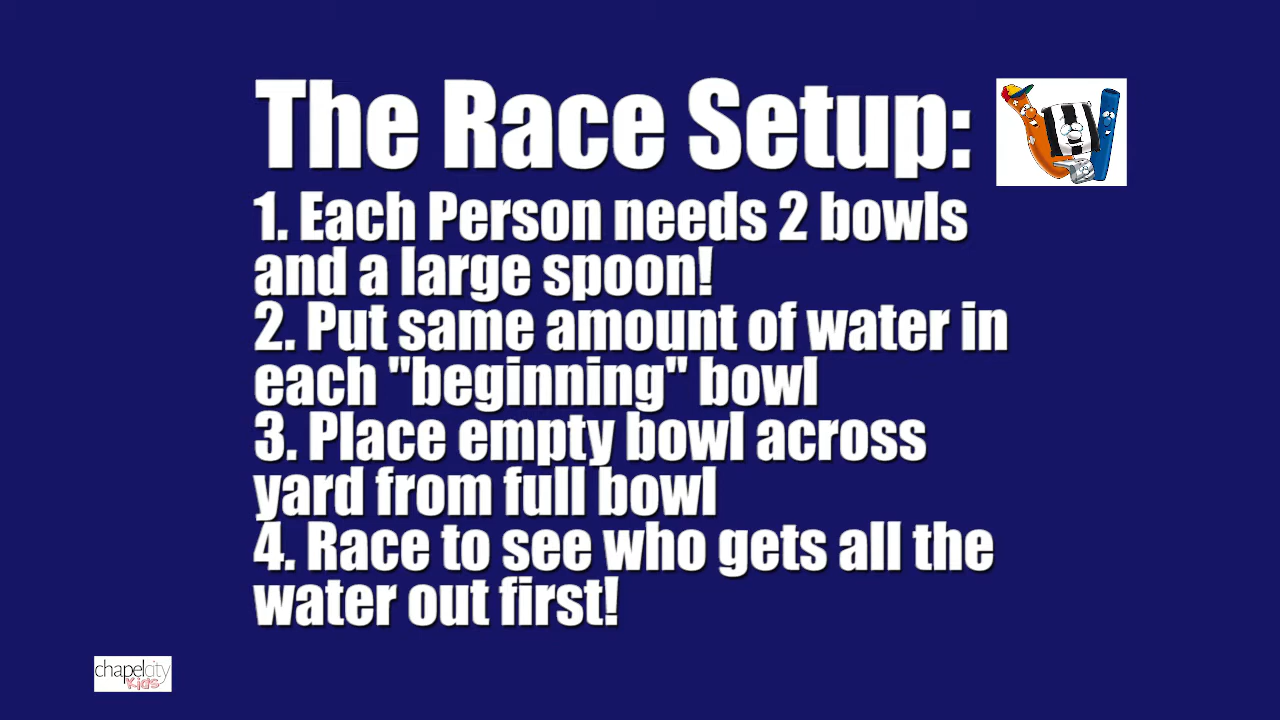 The Race Setup:
1. Each Person needs 2 bowls
and a large spoon!
2. Put same amount of water in
each "beginning" bowl
3. Place empty bowl across
yard from full bowl
4. Race to see who gets all the
water out first!
chapelcity
Kids